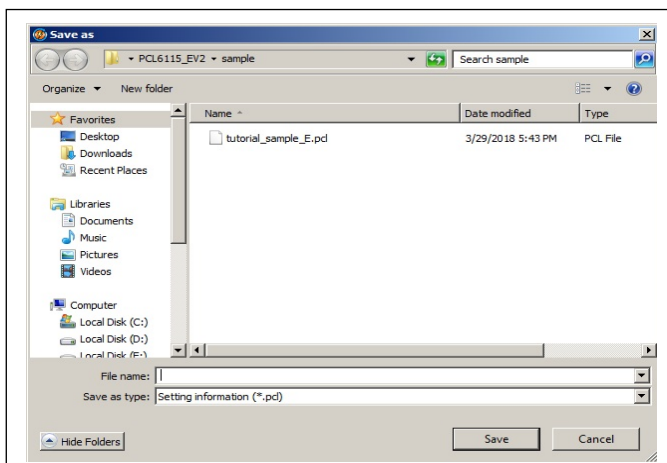 Save as
PCL6115_EV2 sample
Search sample
Organize New folder
Name Date modified Type
Favorites
Desktop
Downloads
Recent Places
Libraries
Documents
Music
Pictures
Videos
Computer
Local Disk (C:)
Local Disk (D:)
Local Disk (E:)
tutorial_sample_E.pcl 3/29/2018 5:43 PM PCL File
File name:
Save as type: Setting information (*.pcl)
Hide Folders Save Cancel